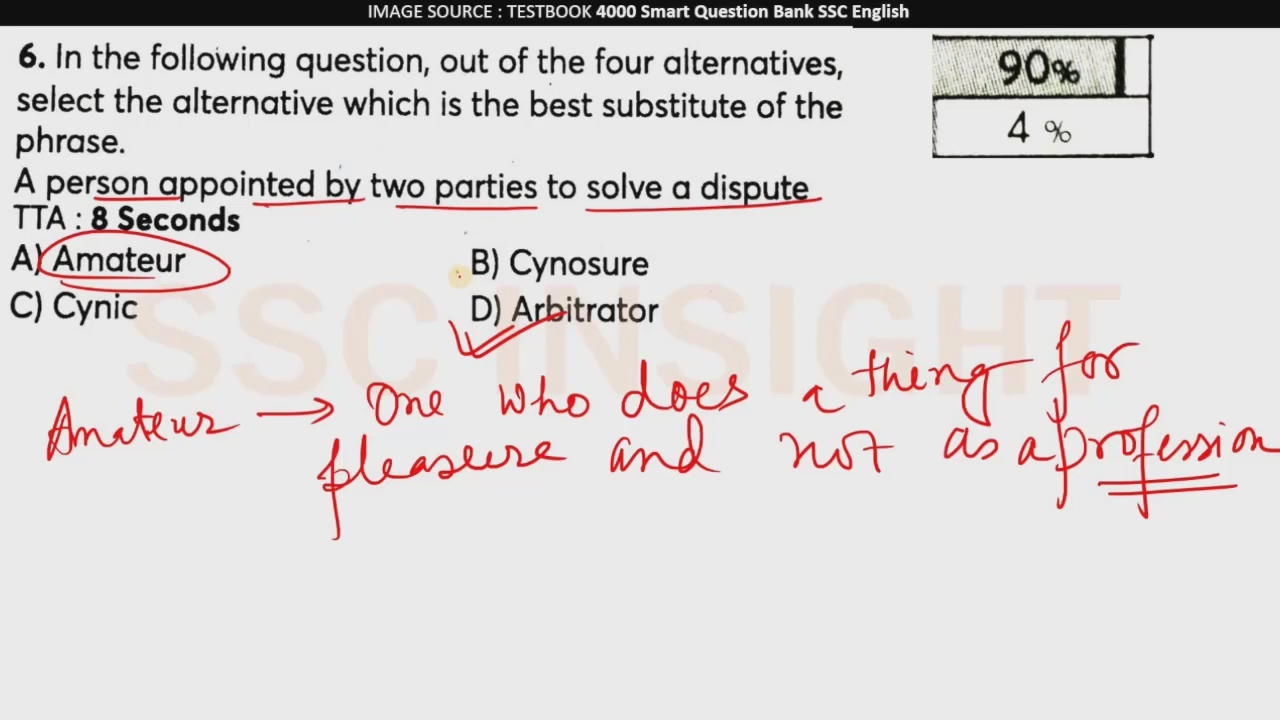 IMAGE SOURCE : TESTBOOK 4000 Smart Question Bank SSC English
6. In the following question, out of the four alternatives,
select the alternative which is the best substitute of the
phrase.
A person appointed by two parties to solve a dispute
TTA : 8 Seconds
A) Amateur
B) Cynosure
C) Cynic
D) Arbitrator
90%
4 %
SSC INSIGHT
Amateur → One who does a thing for
pleasure and not as a profession